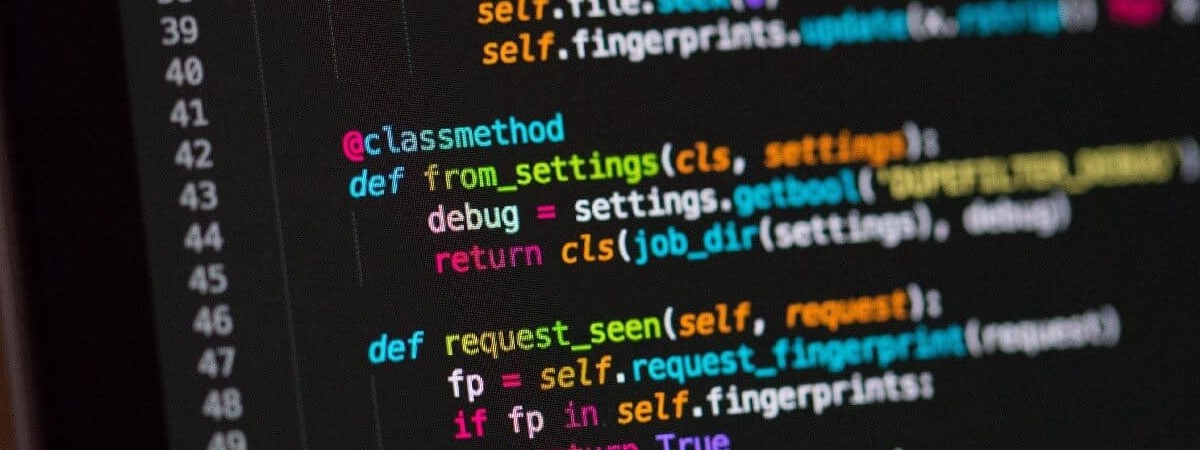 39 self.file.seek(0)
40 self.fingerprints.update(x.rstrip()
41
42 @classmethod
43 def from_settings(cls, settings):
44 debug = settings.getbool('DUPEFILTER_DEBUG')
45 return cls(job_dir(settings), debug)
46
47 def request_seen(self, request):
48 fp = self.request_fingerprint(request)
49 if fp in self.fingerprints:
return True